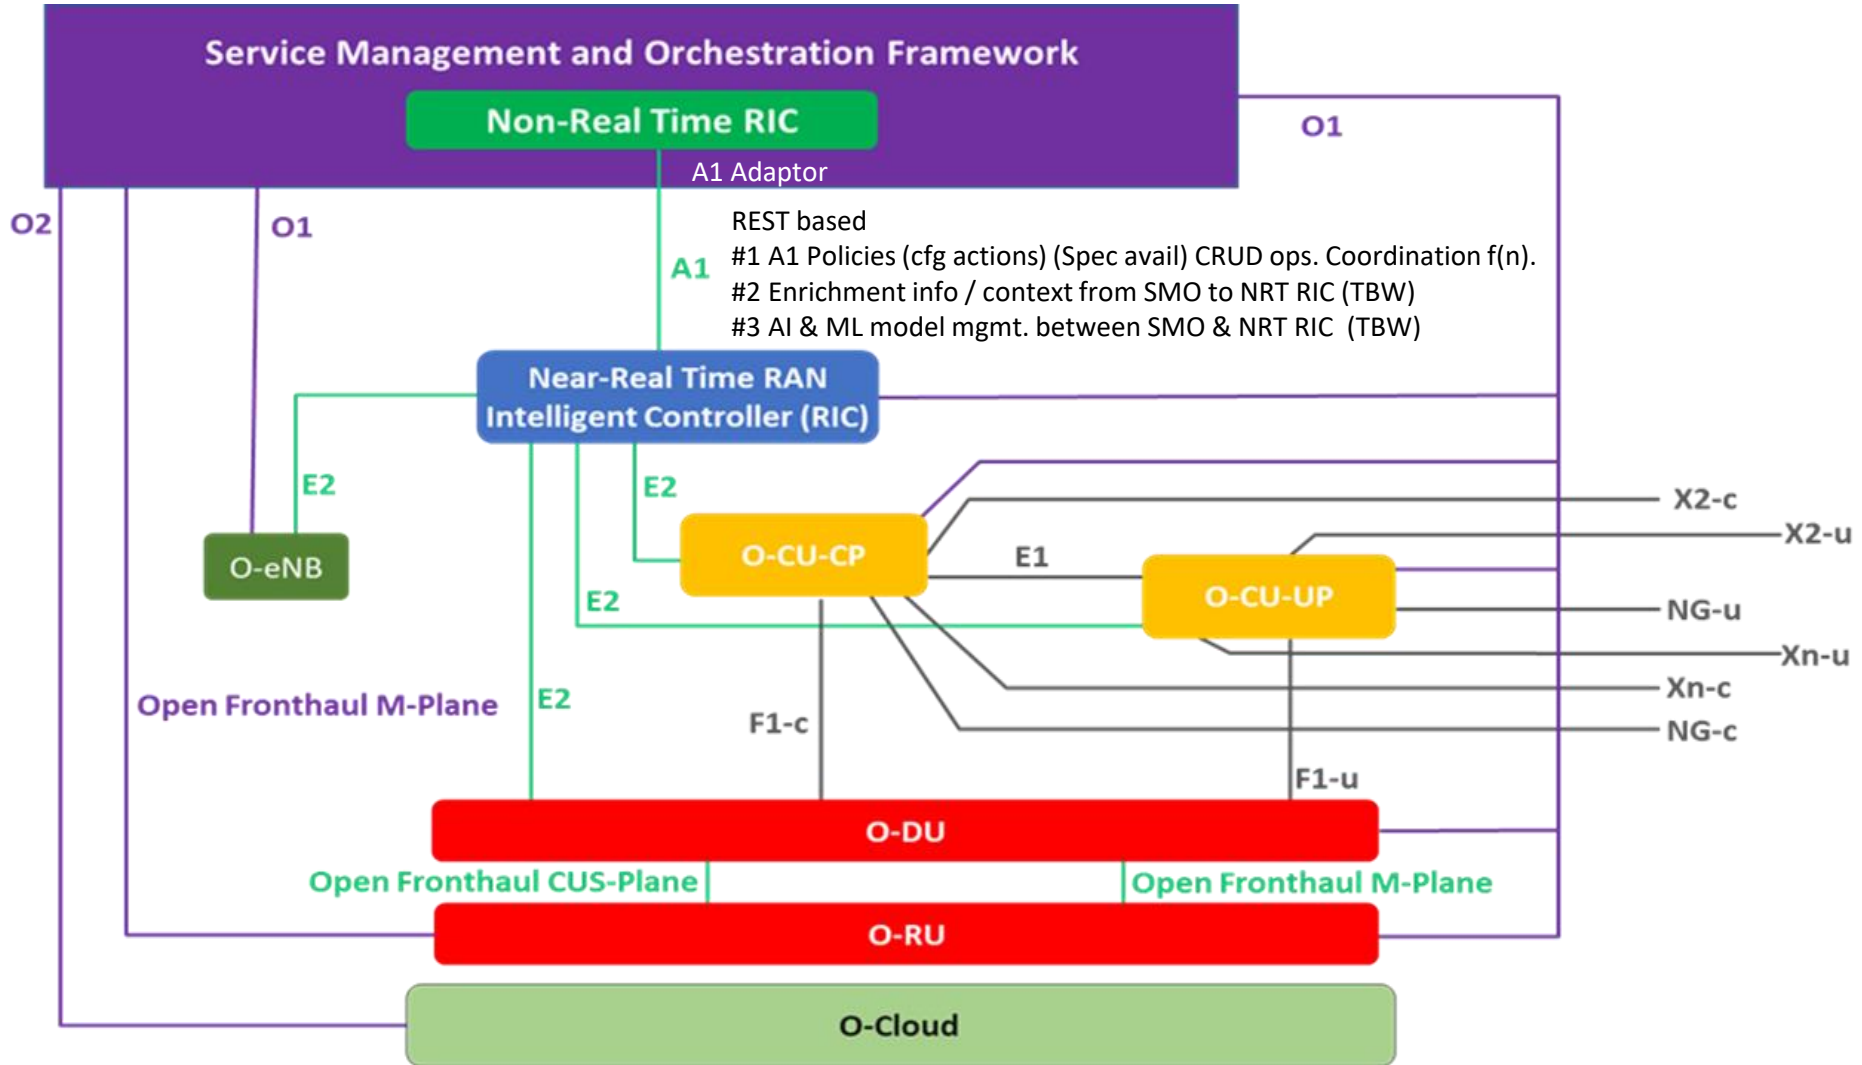 Service Management and Orchestration Framework
Non-Real Time RIC
O1
A1 Adaptor
O2
O1
REST based
#1 A1 Policies (cfg actions) (Spec avail) CRUD ops. Coordination f(n).
A1
#2 Enrichment info / context from SMO to NRT RIC (TBW)
#3 AI & ML model mgmt. between SMO & NRT RIC (TBW)
Near-Real Time RAN
Intelligent Controller (RIC)
E2
E2
X2-c
X2-u
O-eNB
O-CU-CP
E1
E2
O-CU-UP
NG-u
Xn-u
Open Fronthaul M-Plane
E2
Xn-c
F1-c
NG-c
F1-u
O-DU
Open Fronthaul CUS-Plane
Open Fronthaul M-Plane
O-RU
O-Cloud